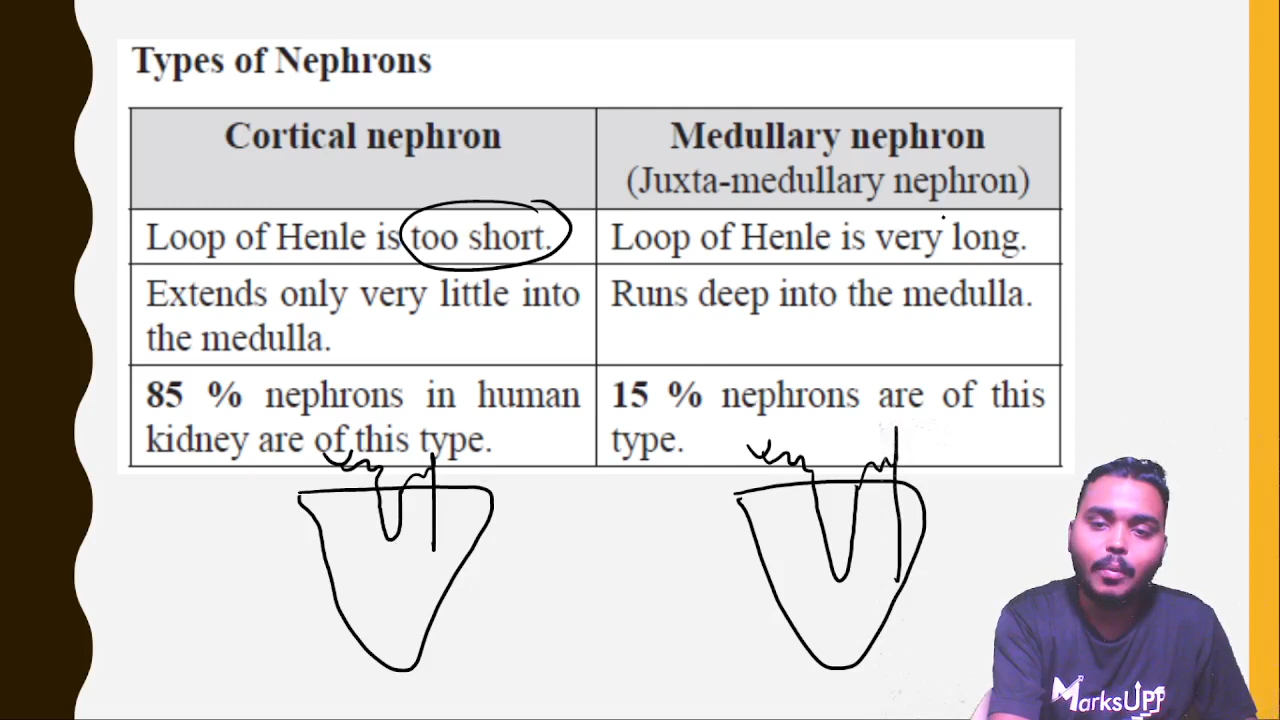 Types of Nephrons
Cortical nephron
Medullary nephron
(Juxta-medullary nephron)
Loop of Henle is too short.
Loop of Henle is very long.
Extends only very little into
the medulla.
Runs deep into the medulla.
85 % nephrons in human
kidney are of this type.
15 % nephrons are of this
type.
MarksUPP